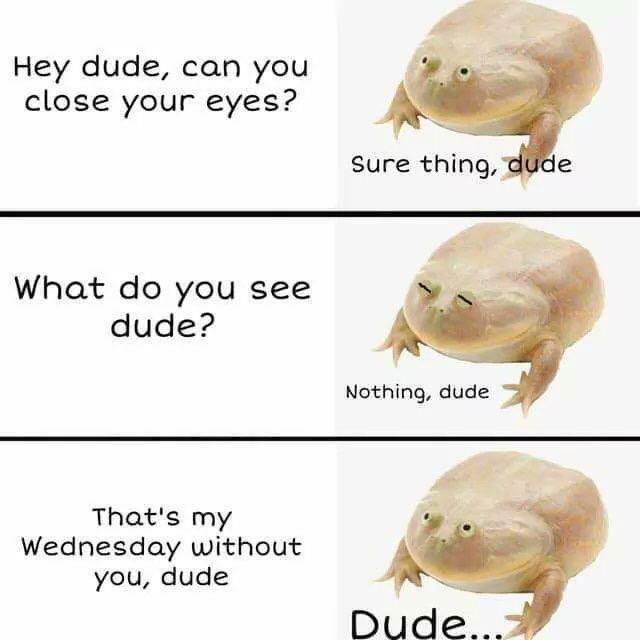 Hey dude, can you
close your eyes?
Sure thing, dude
What do you see
dude?
Nothing, dude
That's my
Wednesday without
you, dude
Dude...